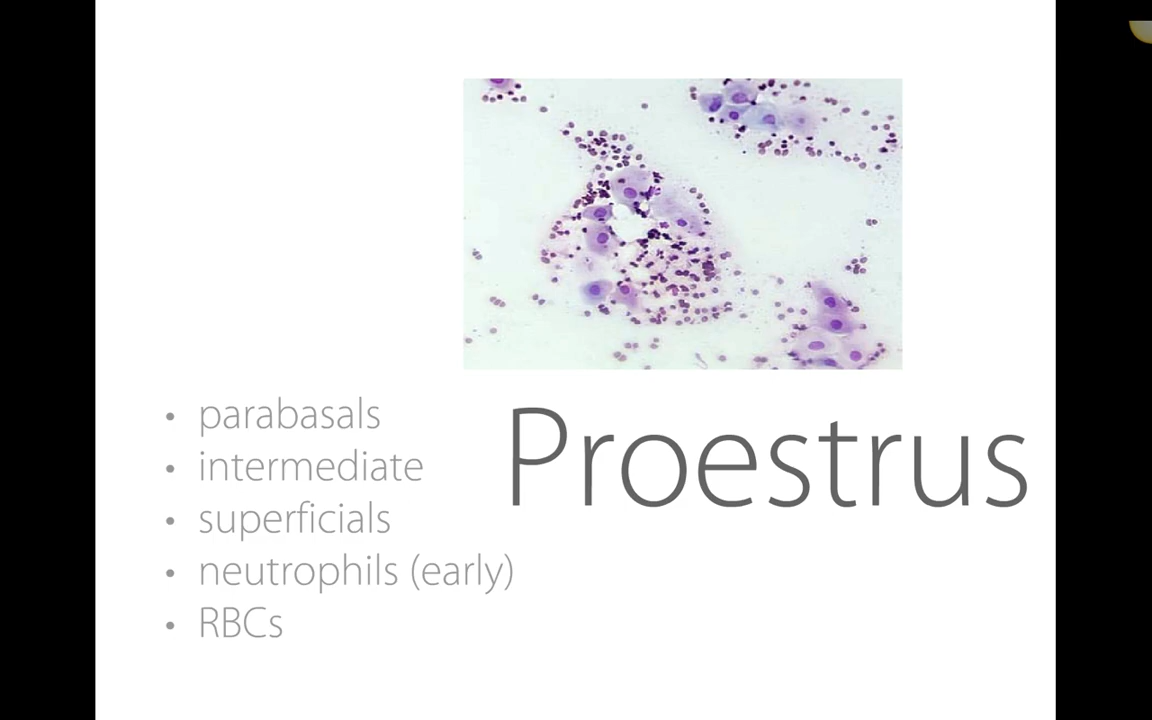 Proestrus
• parabasals
• intermediate
• superficials
• neutrophils (early)
• RBCs